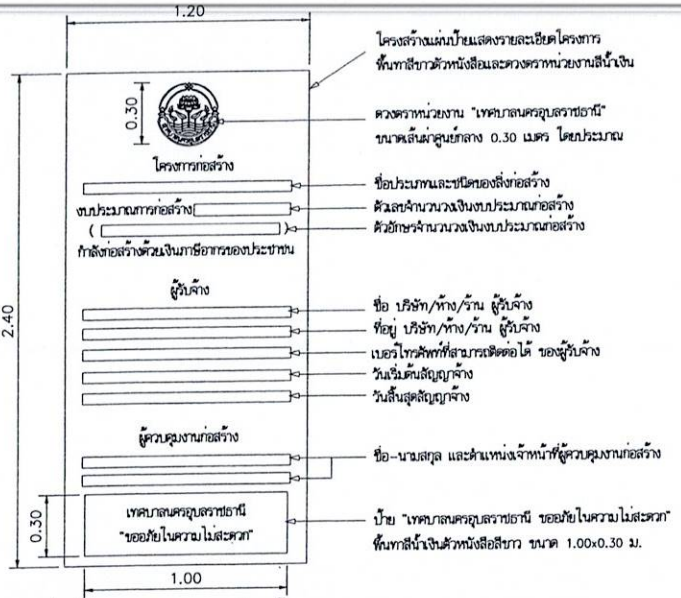 1.20
โครงสร้างแผ่นป้ายแสดงรายละเอียดโครงการ
พื้นทาสีขาวตัวหนังสือและดวงตราหน่วยงานสีน้ำเงิน
0.30
ดวงตราหน่วยงาน "เทศบาลนครอุบลราชธานี"
ขนาดเส้นผ่าศูนย์กลาง 0.30 เมตร โดยประมาณ
โครงการก่อสร้าง
ชื่อประเภทและชนิดของสิ่งก่อสร้าง
งบประมาณการก่อสร้าง
ตัวเลขจำนวนวงเงินงบประมาณก่อสร้าง
( )
ตัวอักษรจำนวนวงเงินงบประมาณก่อสร้าง
กำลังก่อสร้างด้วยเงินภาษีอากรของประชาชน
2.40
ผู้รับจ้าง
ชื่อ บริษัท/ห้าง/ร้าน ผู้รับจ้าง
ที่อยู่ บริษัท/ห้าง/ร้าน ผู้รับจ้าง
เบอร์โทรศัพท์ที่สามารถติดต่อได้ ของผู้รับจ้าง
วันเริ่มต้นสัญญาจ้าง
วันสิ้นสุดสัญญาจ้าง
ผู้ควบคุมงานก่อสร้าง
ชื่อ-นามสกุล และตำแหน่งเจ้าหน้าที่ผู้ควบคุมงานก่อสร้าง
0.30
เทศบาลนครอุบลราชธานี
"ขออภัยในความไม่สะดวก"
ป้าย "เทศบาลนครอุบลราชธานี ขออภัยในความไม่สะดวก"
พื้นทาสีน้ำเงินตัวหนังสือสีขาว ขนาด 1.00x0.30 ม.
1.00